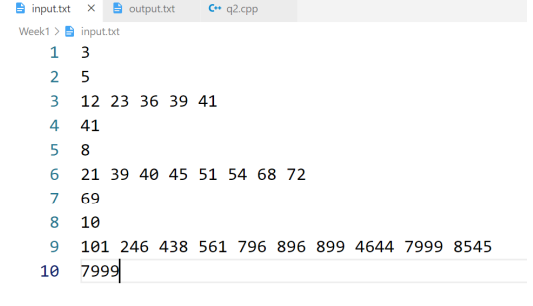 input.txt × output.txt C++ q2.cpp
Week1 > input.txt
1 3
2 5
3 12 23 36 39 41
4 41
5 8
6 21 39 40 45 51 54 68 72
7 69
8 10
9 101 246 438 561 796 896 899 4644 7999 8545
10 7999